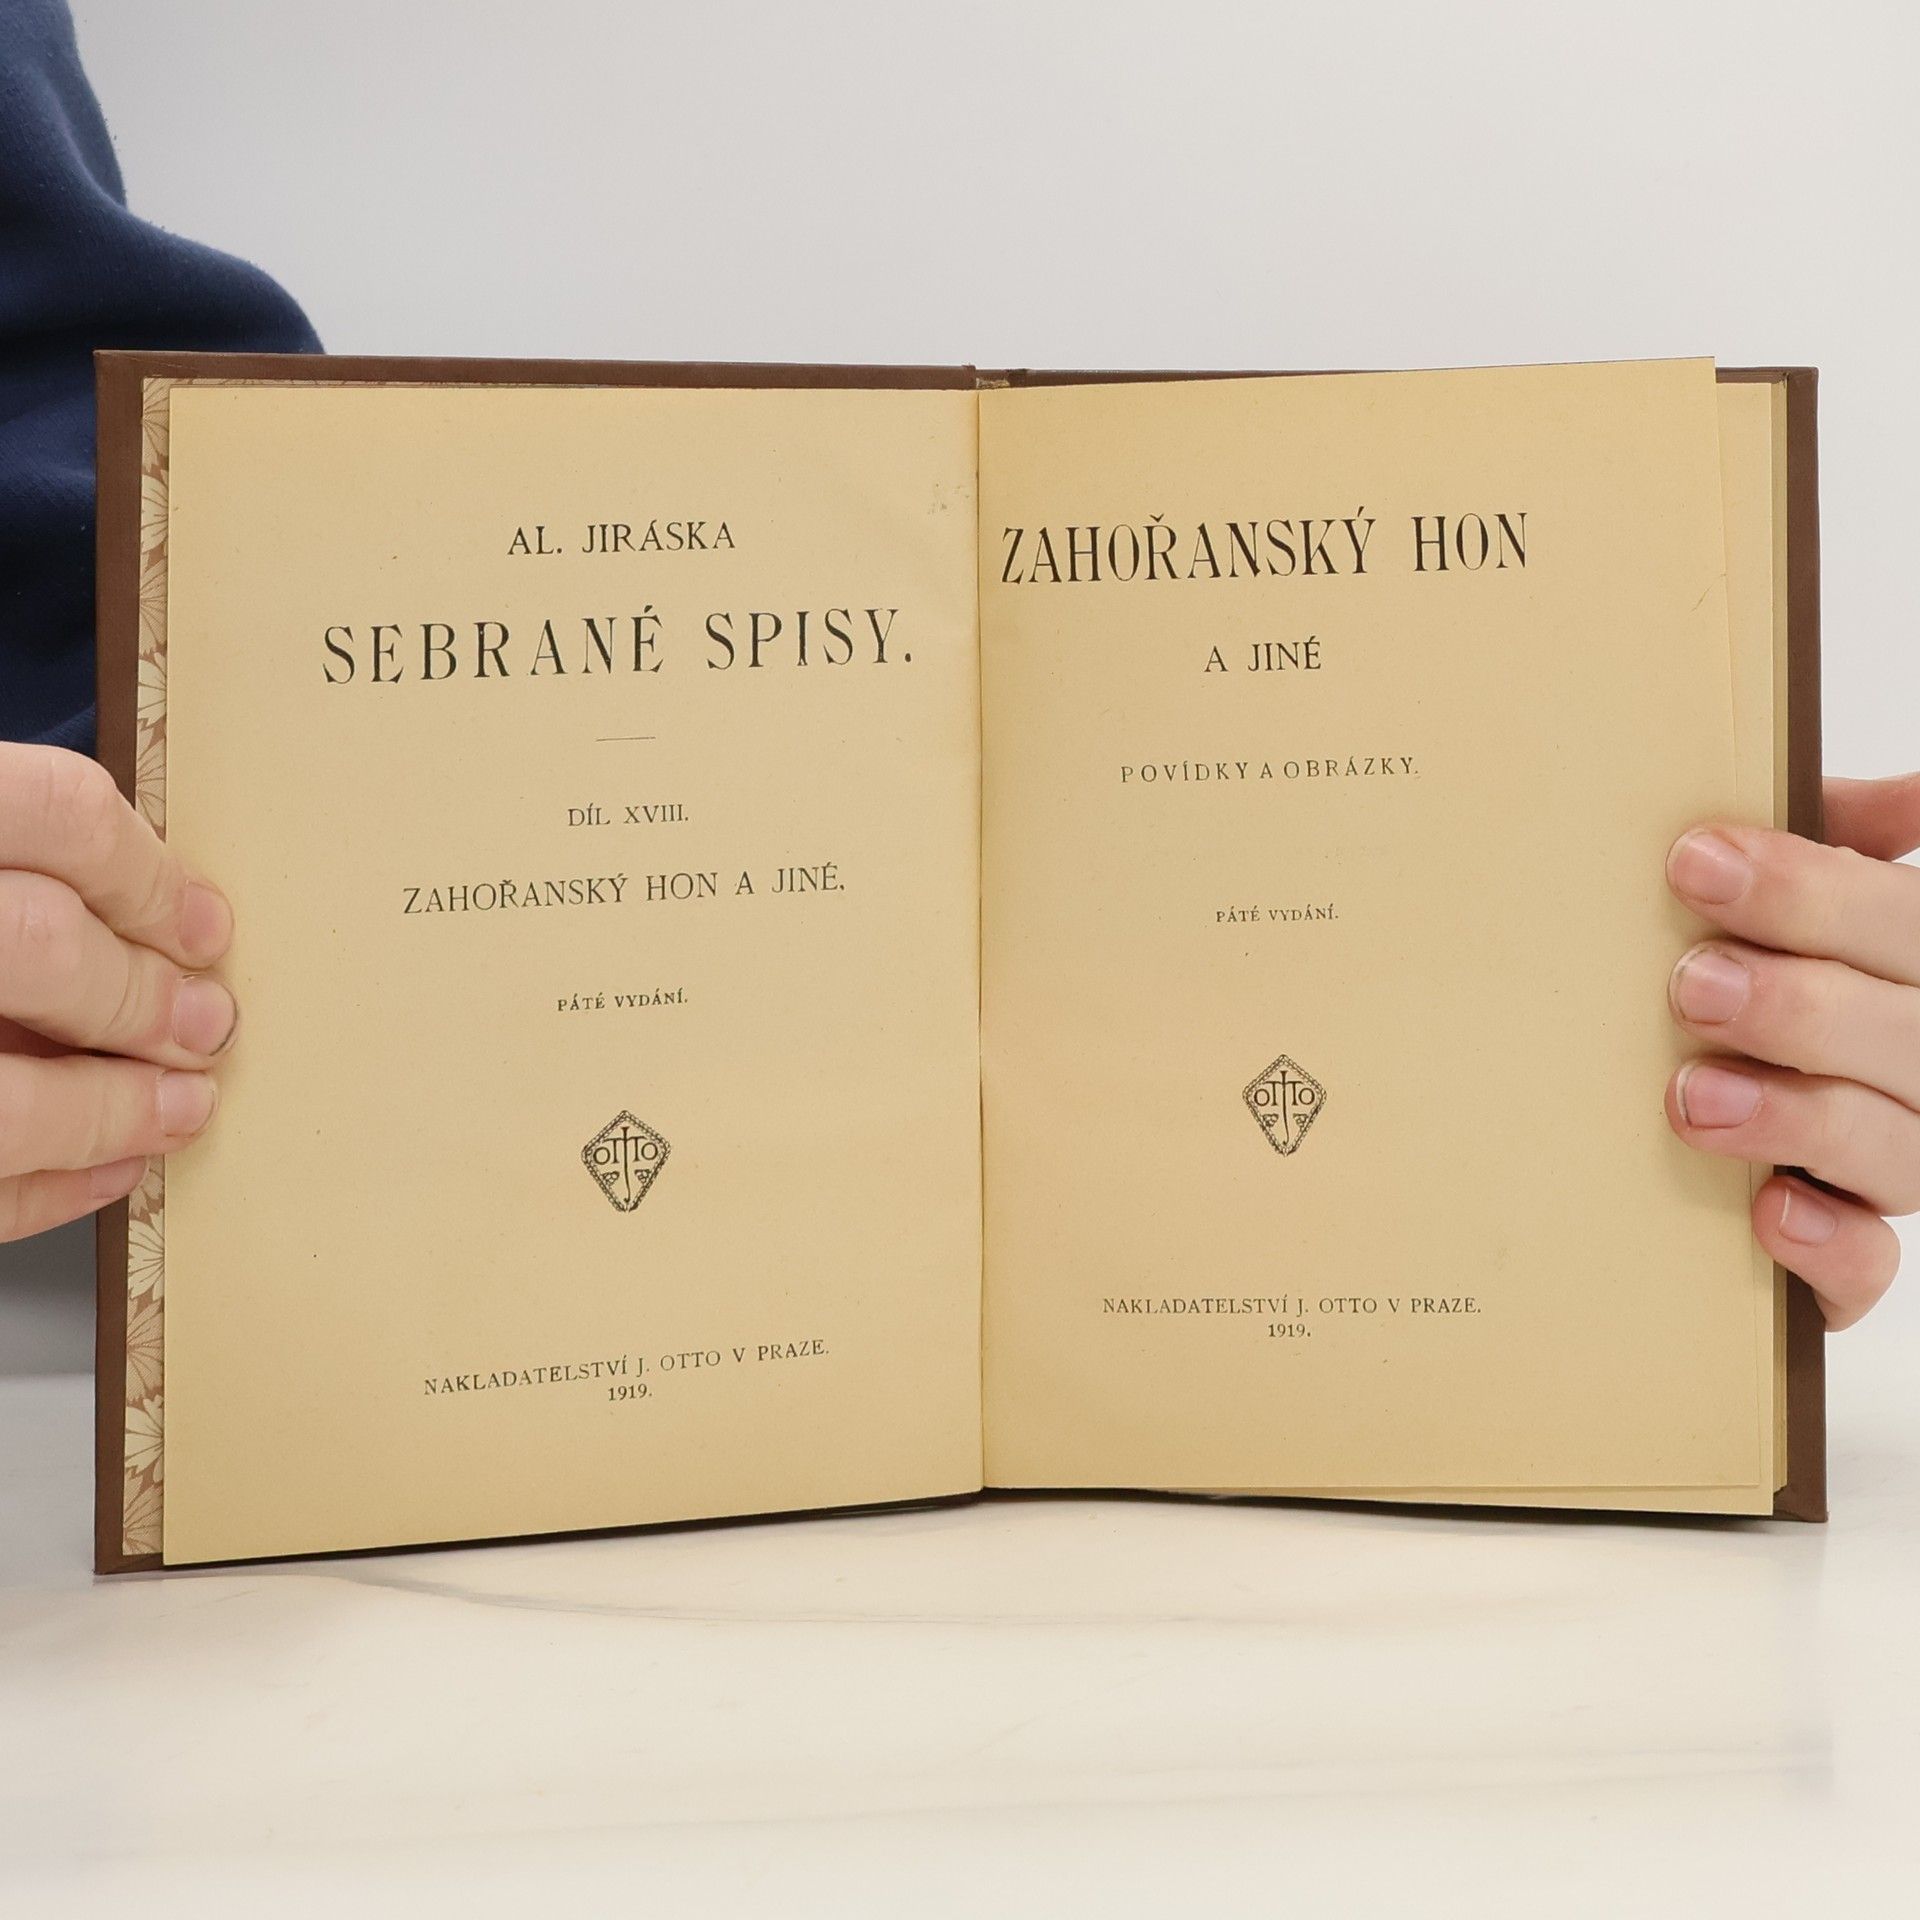 AL. JIRÁSKA
SEBRANÉ SPISY.
DÍL XVIII.
ZAHOŘANSKÝ HON A JINÉ.
PÁTÉ VYDÁNÍ.
OTTO
NAKLADATELSTVÍ J. OTTO V PRAZE.
1919.
ZAHOŘANSKÝ HON
A JINÉ
POVÍDKY A OBRÁZKY.
PÁTÉ VYDÁNÍ.
OTTO
NAKLADATELSTVÍ J. OTTO V PRAZE.
1919.